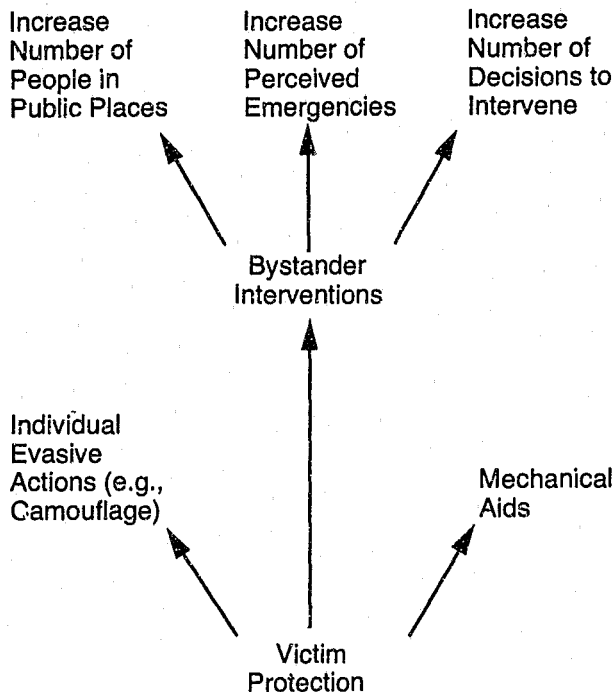 Increase
Number of
People in
Public Places
Increase
Number of
Perceived
Emergencies
Increase
Number of
Decisions to
Intervene
Bystander
Interventions
Individual
Evasive
Actions (e.g.,
Camouflage)
Mechanical
Aids
Victim
Protection